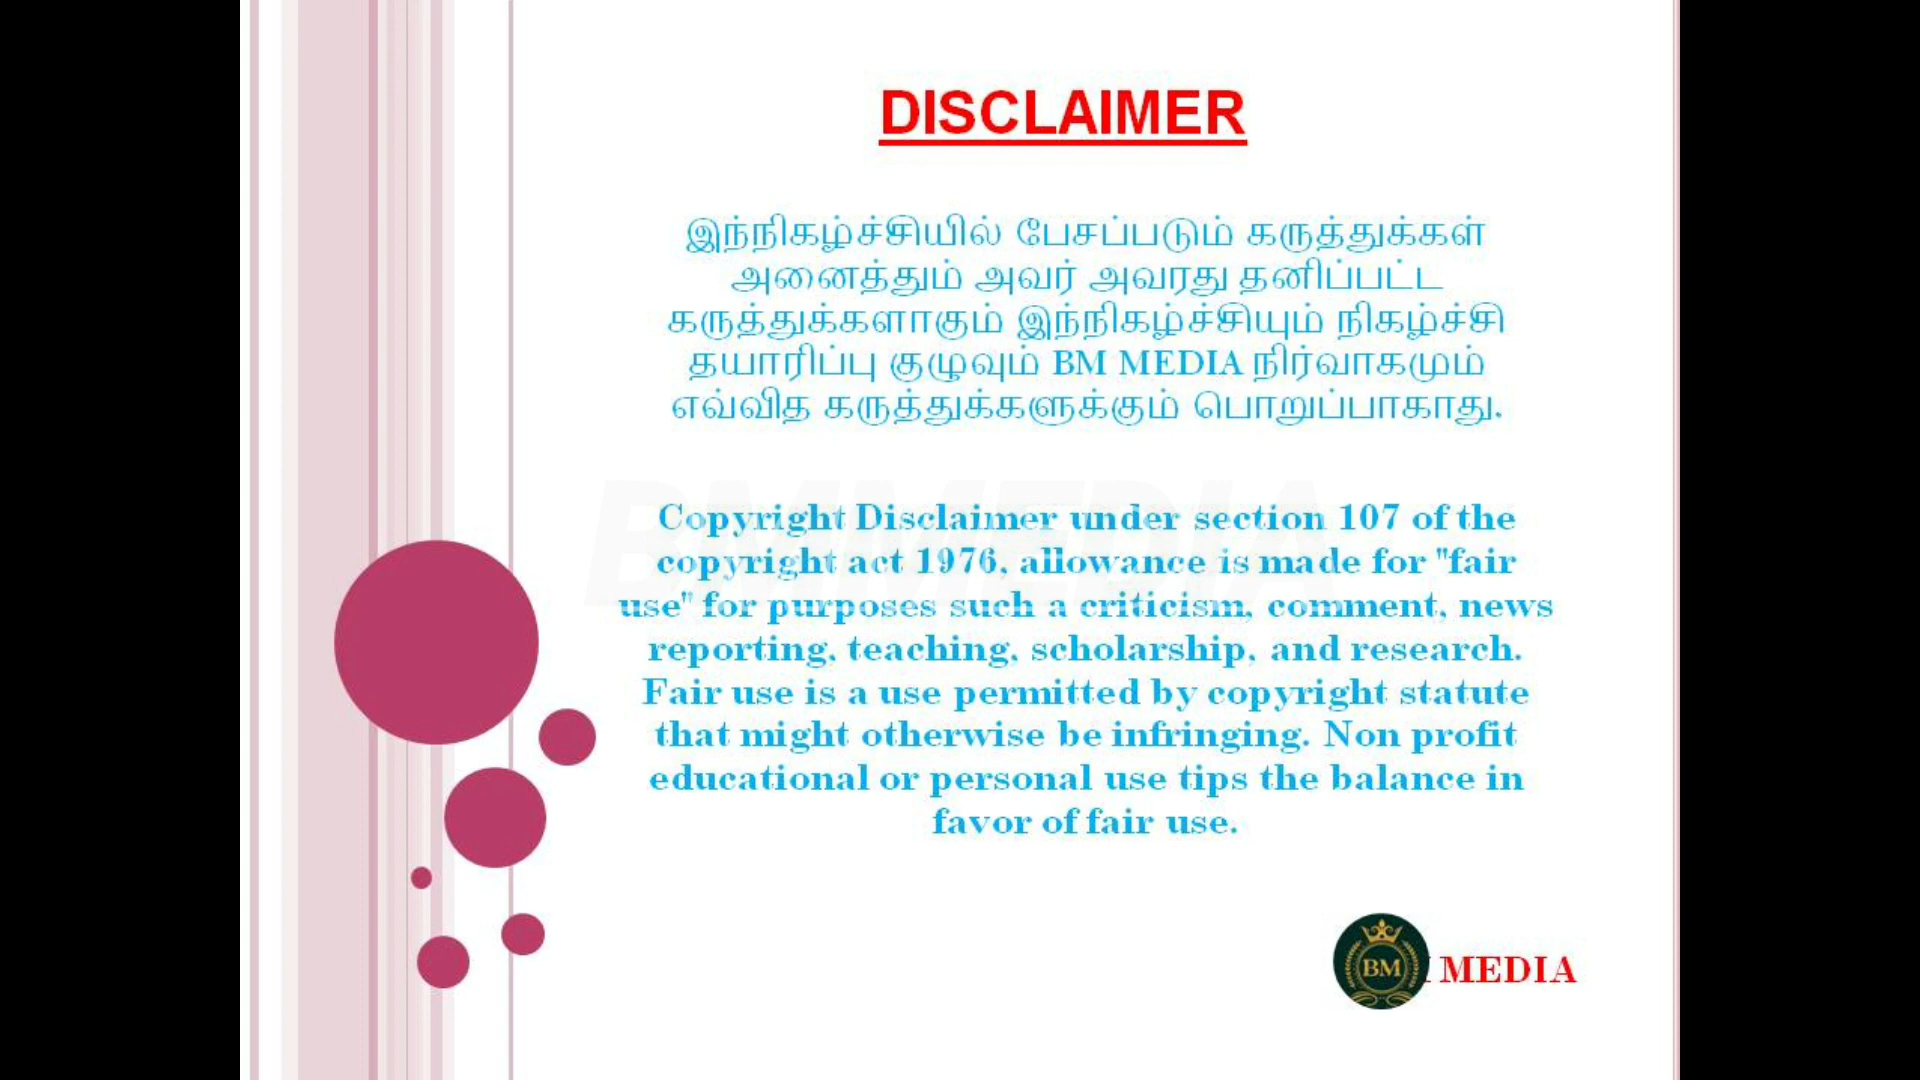 DISCLAIMER
இந்நிகழ்ச்சியில் பேசப்படும் கருத்துக்கள்
அனைத்தும் அவர் அவரது தனிப்பட்ட
கருத்துக்களாகும் இந்நிகழ்ச்சியும் நிகழ்ச்சி
தயாரிப்பு குழுவும் BM MEDIA நிர்வாகமும்
எவ்வித கருத்துக்களுக்கும் பொறுப்பாகாது.
BMMEDIA
Copyright Disclaimer under section 107 of the
copyright act 1976, allowance is made for "fair
use" for purposes such a criticism, comment, news
reporting, teaching, scholarship, and research.
Fair use is a use permitted by copyright statute
that might otherwise be infringing. Non profit
educational or personal use tips the balance in
favor of fair use.
BM MEDIA